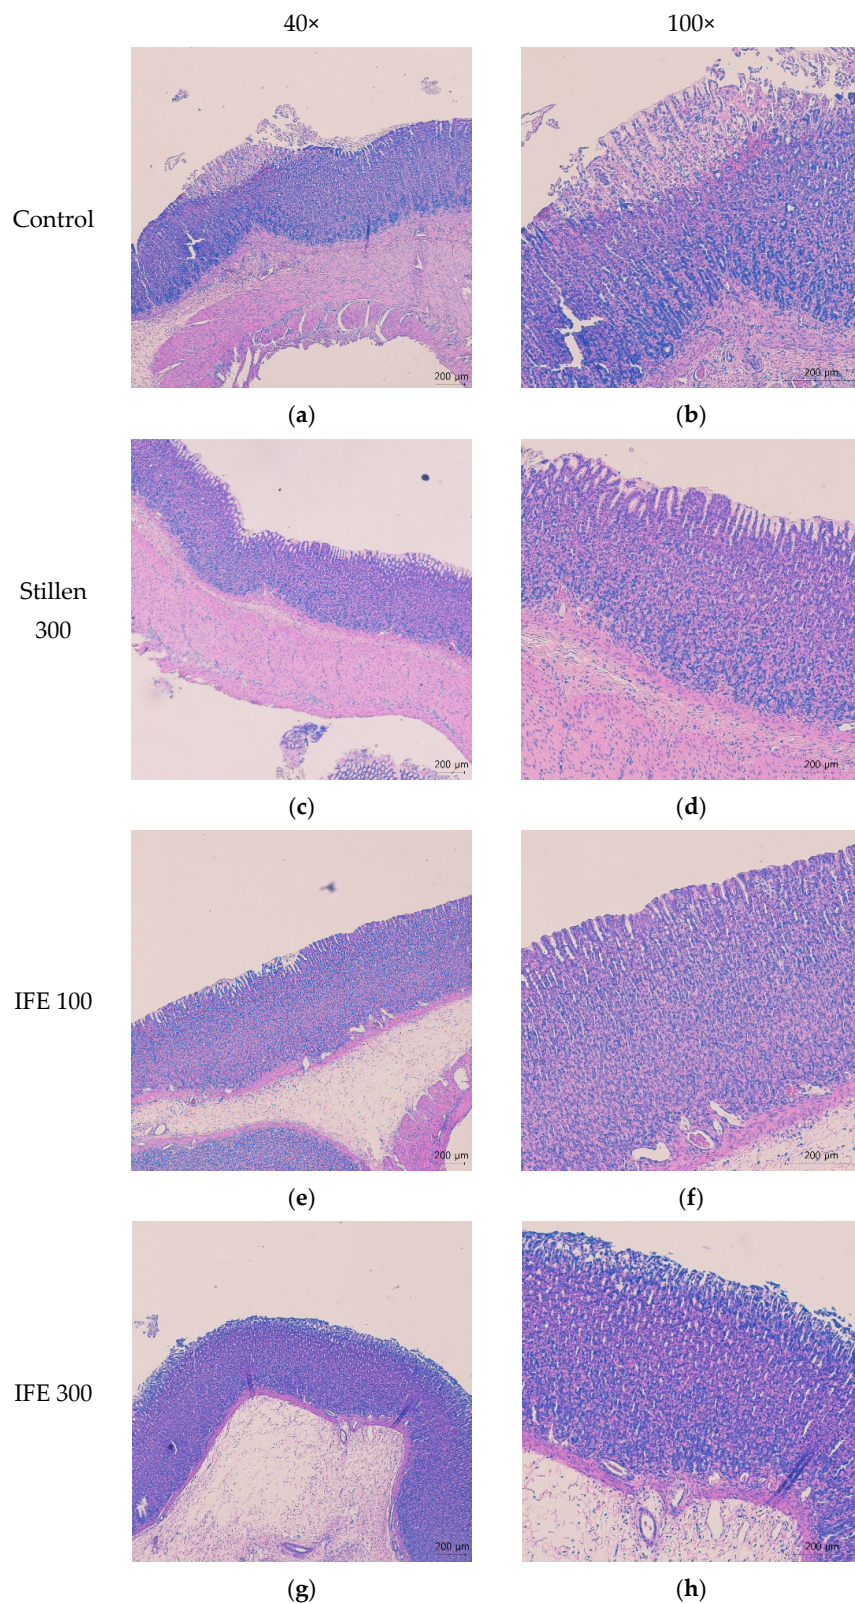 40× 100×
Control
200 μm 200 μm
(a) (b)
Stillen
300
200 μm 200 μm
(c) (d)
IFE 100
200 μm 200 μm
(e) (f)
IFE 300
200 μm 200 μm
(g) (h)